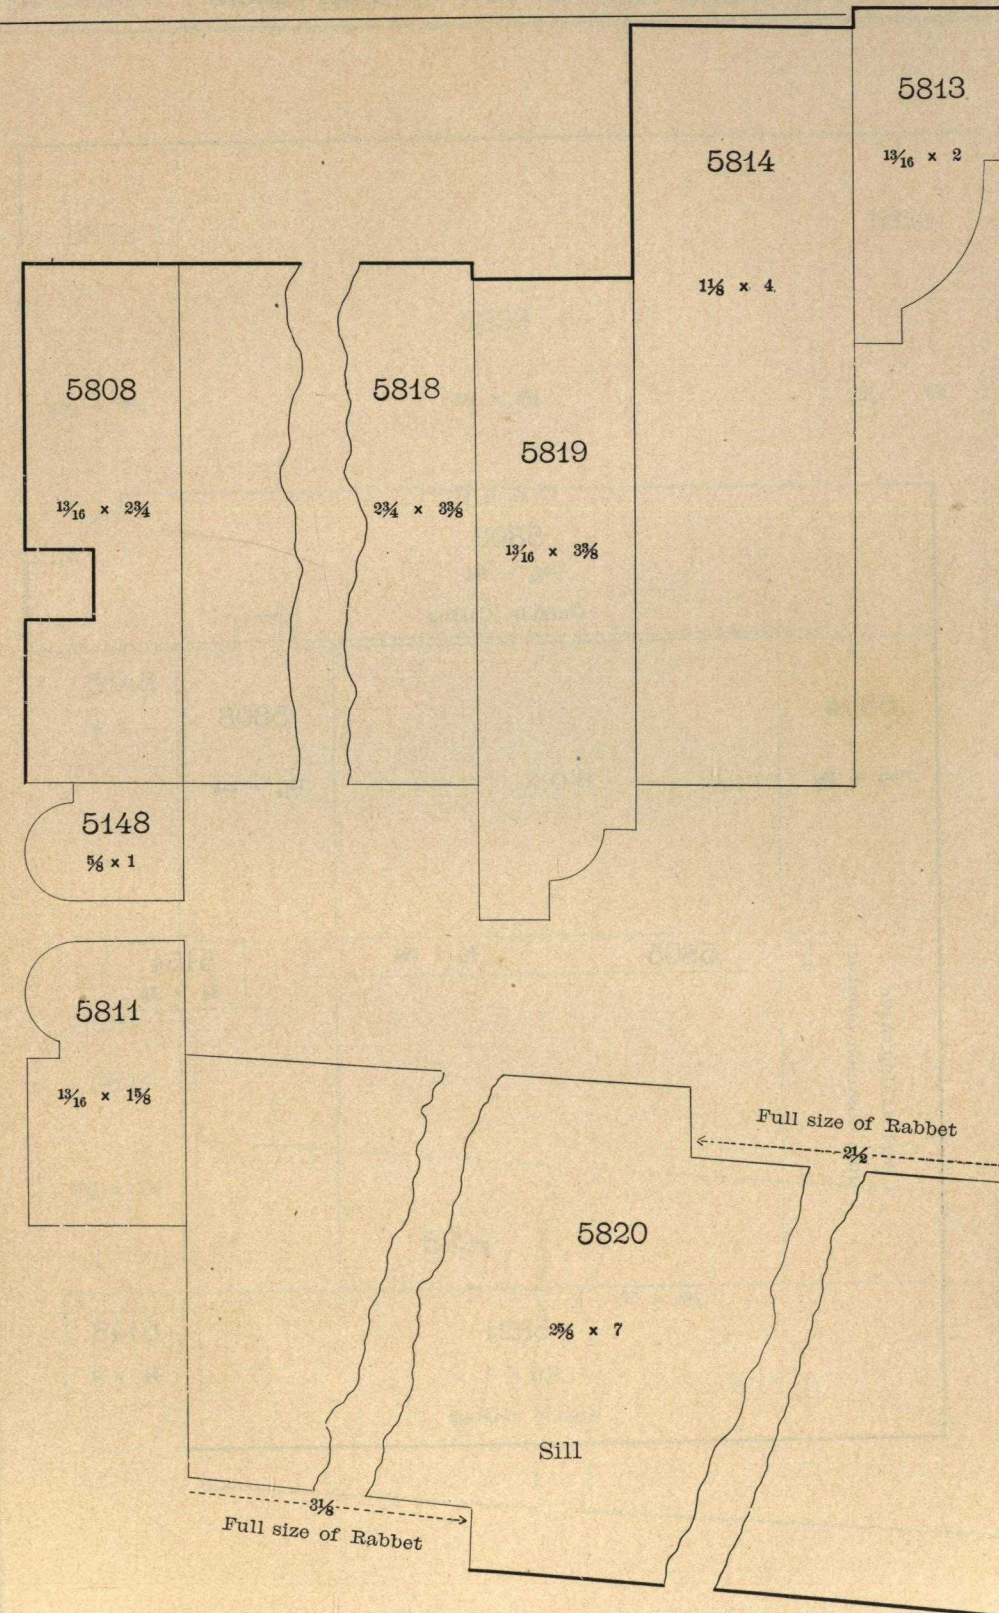 5813
13/16 × 2
5814
1⅛ × 4
5808
13/16 × 2¾
5818
2¾ × 3⅜
5819
13/16 × 3⅜
5148
⅝ × 1
5811
13/16 × 1⅝
Full size of Rabbet
2½
5820
2⅝ × 7
Sill
3⅛
Full size of Rabbet